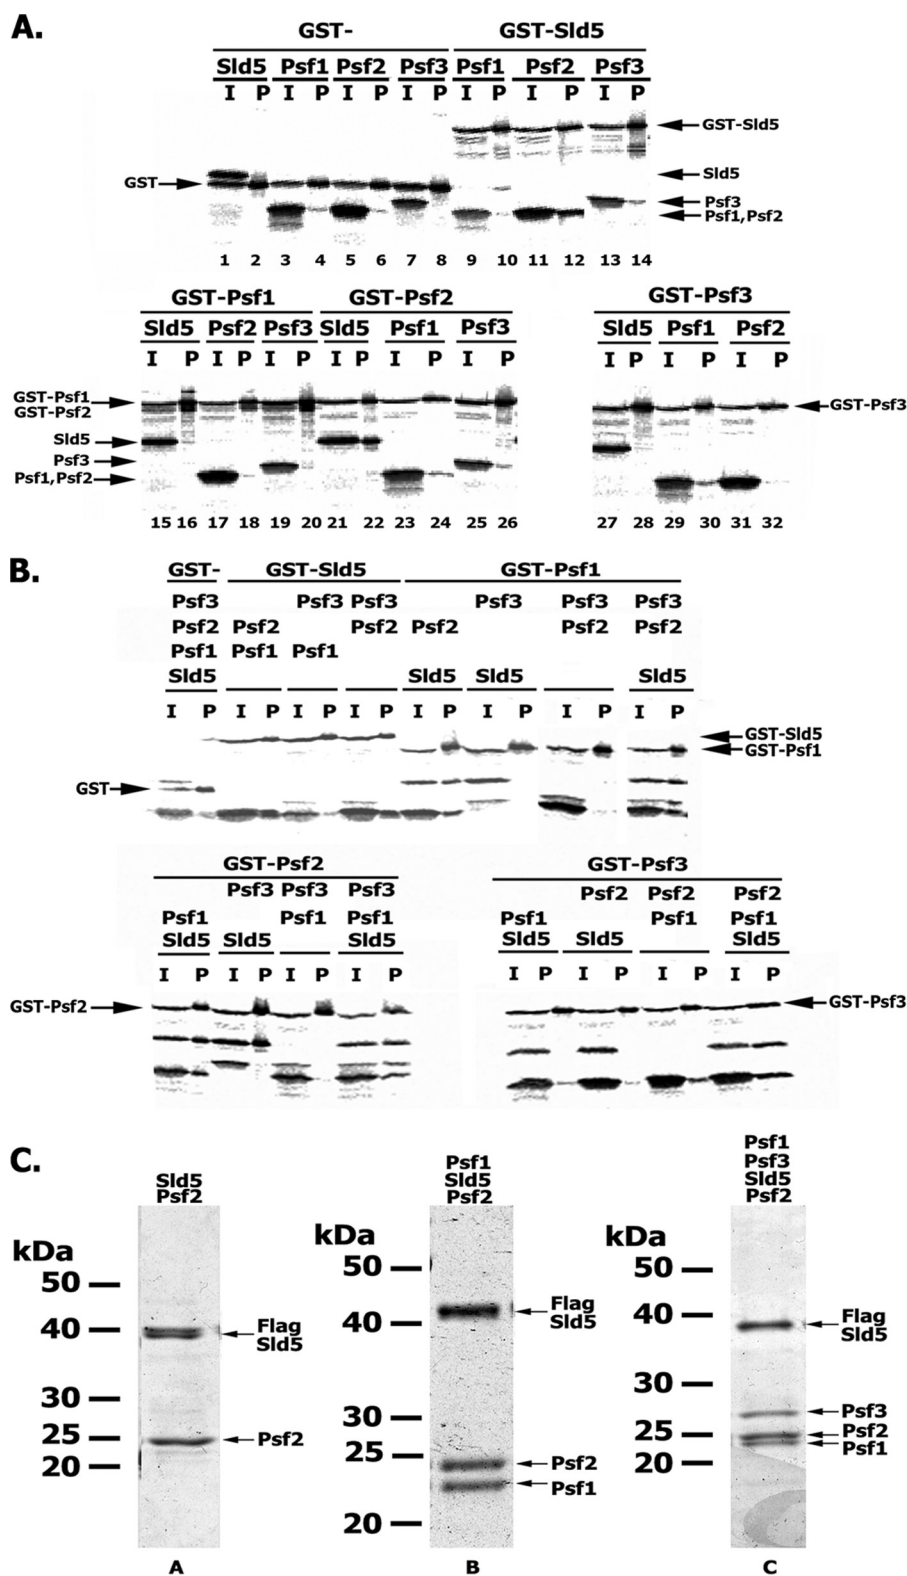 A.
GST- GST-Sld5
Sld5 Psf1 Psf2 Psf3 Psf1 Psf2 Psf3
I P I P I P I P I P I P I P
GST-Sld5
GST
Sld5
Psf3
Psf1,Psf2
1 2 3 4 5 6 7 8 9 10 11 12 13 14
GST-Psf1 GST-Psf2 GST-Psf3
Sld5 Psf2 Psf3 Sld5 Psf1 Psf3 Sld5 Psf1 Psf2
I P I P I P I P I P I P I P I P I P
GST-Psf1
GST-Psf2
GST-Psf3
Sld5
Psf3
Psf1,Psf2
15 16 17 18 19 20 21 22 23 24 25 26 27 28 29 30 31 32
B.
GST- GST-Sld5 GST-Psf1
Psf3 Psf3 Psf3 Psf3 Psf3 Psf3
Psf2 Psf2 Psf2 Psf2 Psf2 Psf2
Psf1 Psf1 Psf1
Sld5 Sld5 Sld5 Sld5
I P I P I P I P I P I P I P I P
GST-Sld5
GST-Psf1
GST
GST-Psf2 GST-Psf3
Psf3 Psf3 Psf3 Psf2 Psf2 Psf2
Psf1 Psf1 Psf1 Psf1 Psf1 Psf1
Sld5 Sld5 Sld5 Sld5 Sld5 Sld5
I P I P I P I P I P I P I P I P
GST-Psf2
GST-Psf3
C.
Sld5
Psf2
kDa
50
40
30
25
20
Flag
Sld5
Psf2
A
Psf1
Sld5
Psf2
kDa
50
40
30
25
20
Flag
Sld5
Psf2
Psf1
B
Psf1
Psf3
Sld5
Psf2
kDa
50
40
30
25
20
Flag
Sld5
Psf3
Psf2
Psf1
C